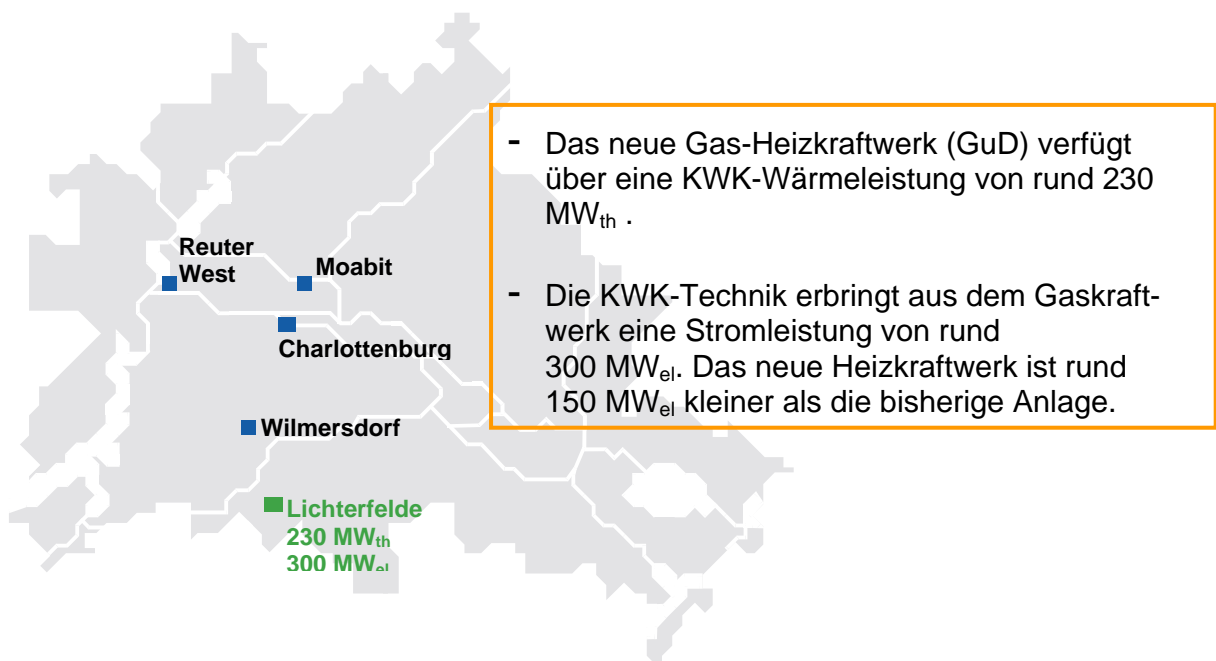 - Das neue Gas-Heizkraftwerk (GuD) verfügt
über eine KWK-Wärmeleistung von rund 230
MWth .
- Die KWK-Technik erbringt aus dem Gaskraft-
werk eine Stromleistung von rund
300 MWel. Das neue Heizkraftwerk ist rund
150 MWel kleiner als die bisherige Anlage.
Reuter
West
Moabit
Charlottenburg
Wilmersdorf
Lichterfelde
230 MWth
300 MWel